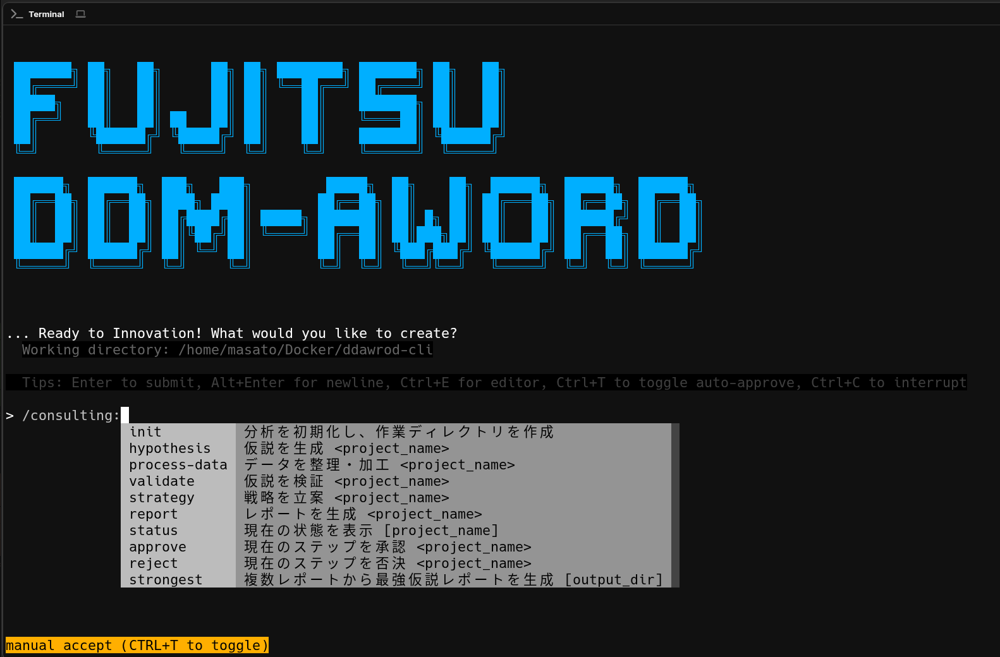 Terminal
FUJITSU
DDM-AWORD
... Ready to Innovation! What would you like to create?
Working directory: /home/masato/Docker/ddawrod-cli
Tips: Enter to submit, Alt+Enter for newline, Ctrl+E for editor, Ctrl+T to toggle auto-approve, Ctrl+C to interrupt
> /consulting:
init 分析を初期化し、作業ディレクトリを作成
hypothesis 仮説を生成 <project_name>
process-data データを整理・加工 <project_name>
validate 仮説を検証 <project_name>
strategy 戦略を立案 <project_name>
report レポートを生成 <project_name>
status 現在の状態を表示 [project_name]
approve 現在のステップを承認 <project_name>
reject 現在のステップを否決 <project_name>
strongest 複数レポートから最強仮説レポートを生成 [output_dir]
manual accept (CTRL+T to toggle)